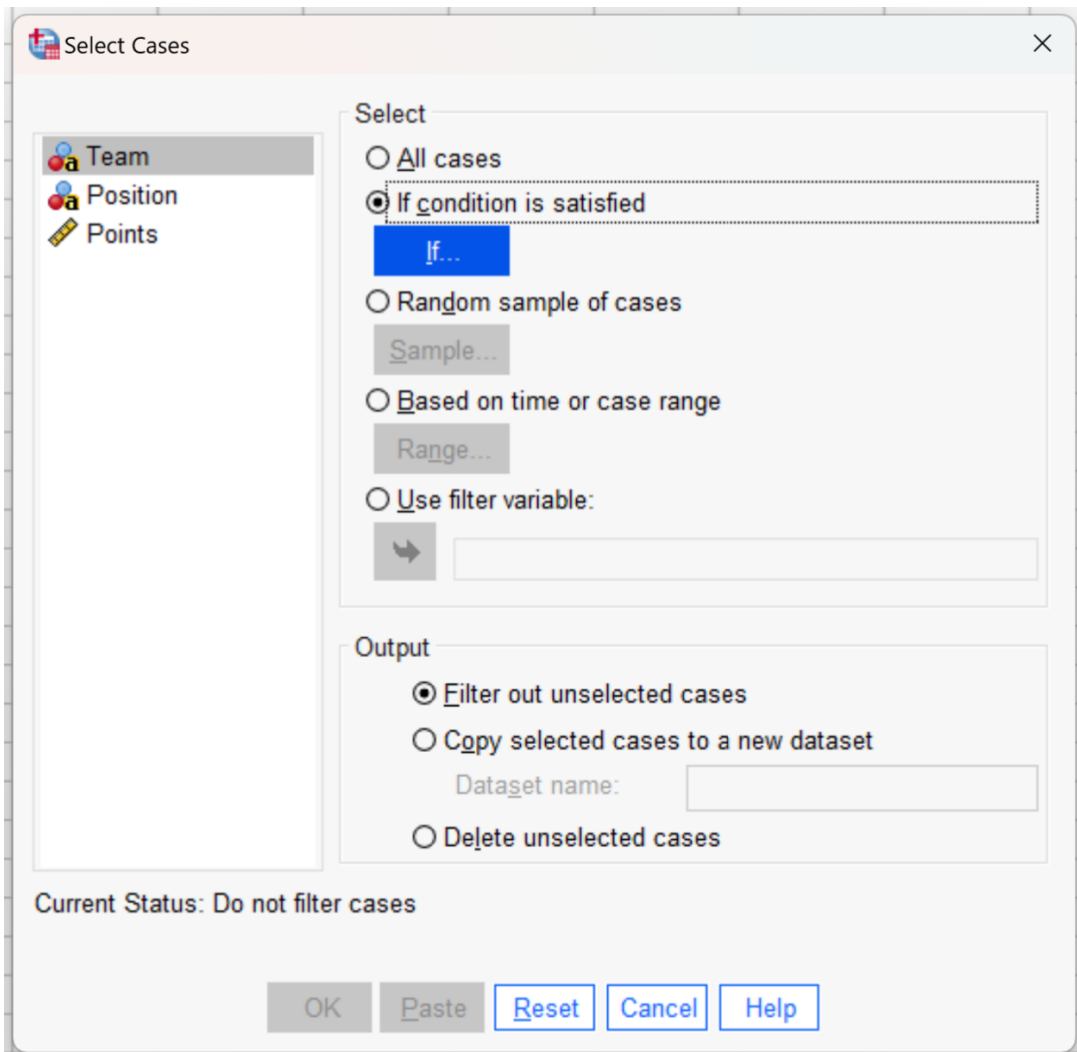 Select Cases
Team
Position
Points
Select
All cases
If condition is satisfied
If...
Random sample of cases
Sample...
Based on time or case range
Range...
Use filter variable:
Output
Filter out unselected cases
Copy selected cases to a new dataset
Dataset name:
Delete unselected cases
Current Status: Do not filter cases
OK Paste Reset Cancel Help